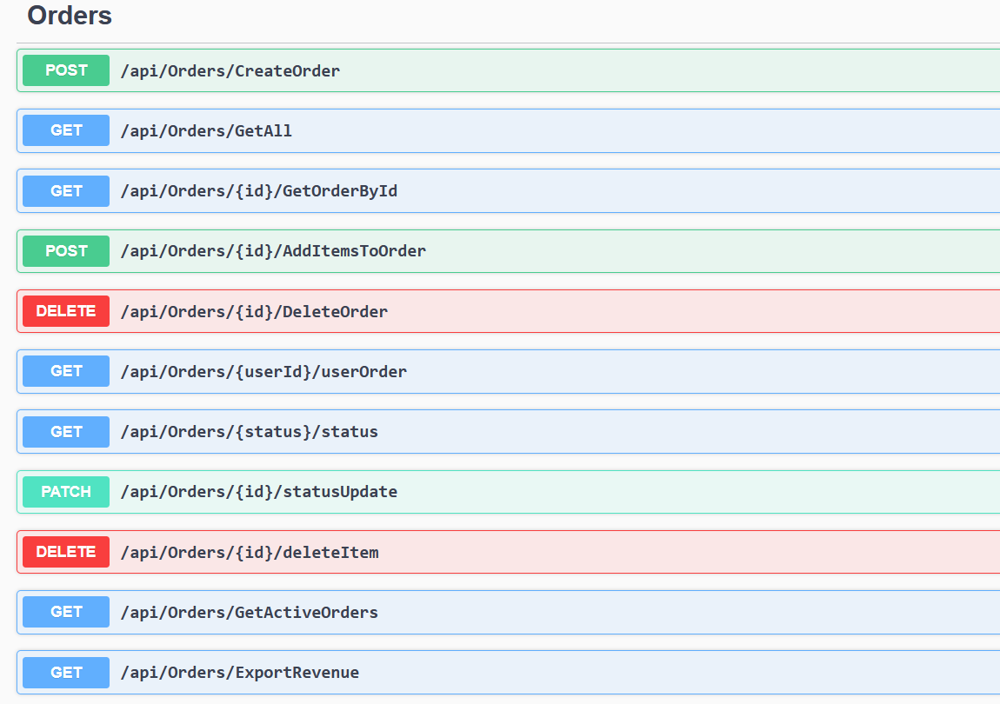 Orders
POST /api/Orders/CreateOrder
GET /api/Orders/GetAll
GET /api/Orders/{id}/GetOrderById
POST /api/Orders/{id}/AddItemsToOrder
DELETE /api/Orders/{id}/DeleteOrder
GET /api/Orders/{userId}/userOrder
GET /api/Orders/{status}/status
PATCH /api/Orders/{id}/statusUpdate
DELETE /api/Orders/{id}/deleteItem
GET /api/Orders/GetActiveOrders
GET /api/Orders/ExportRevenue